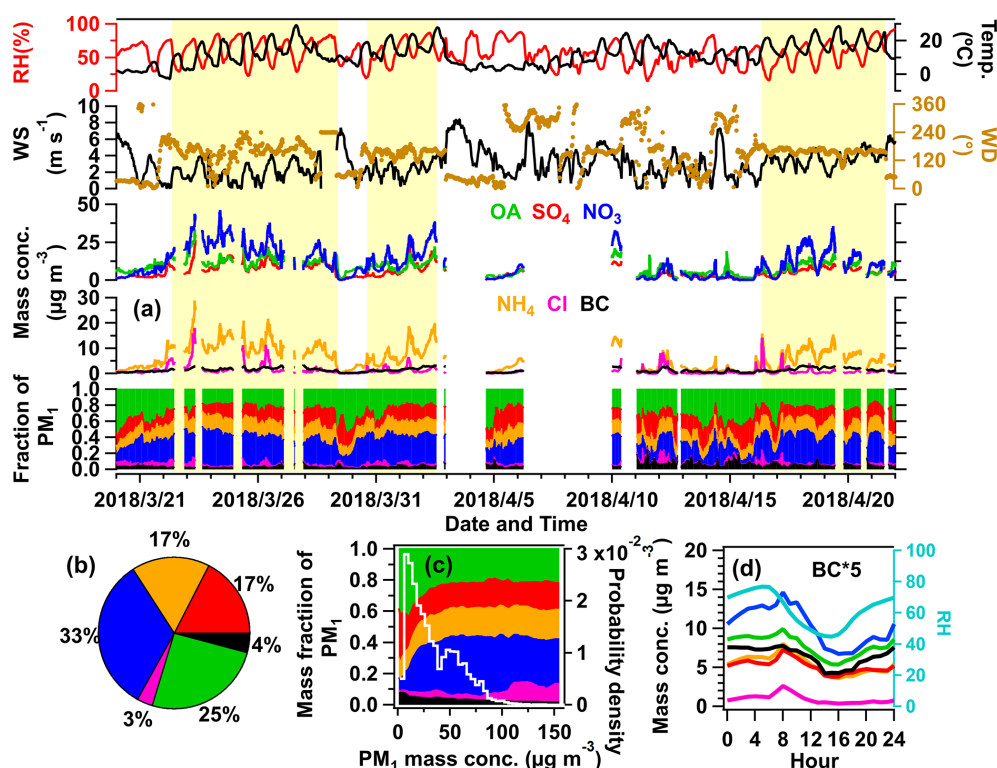 RH(%)
100
50
0
20
0
Temp.
(°C)
WS
(m s-1)
10
8
6
4
2
0
360
240
120
0
WD
(°)
Mass conc.
(µg m-3)
50
25
0
OA SO4 NO3
30
20
10
0
(a)
NH4 Cl BC
Fraction of
PM1
1.0
0.8
0.6
0.4
0.2
0.0
2018/3/21 2018/3/26 2018/3/31 2018/4/5 2018/4/10 2018/4/15 2018/4/20
Date and Time
(b)
17%
17%
4%
25%
3%
33%
Mass fraction of
PM1
1.0
0.8
0.6
0.4
0.2
0.0
(c)
3 x10-2
2
1
0
Probability density
0 50 100 150
PM1 mass conc. (µg m-3)
Mass conc. (µg m-3)
20
15
10
5
0
(d) BC*5
100
80
60
40
20
0
RH
0 4 8 12 16 20 24
Hour